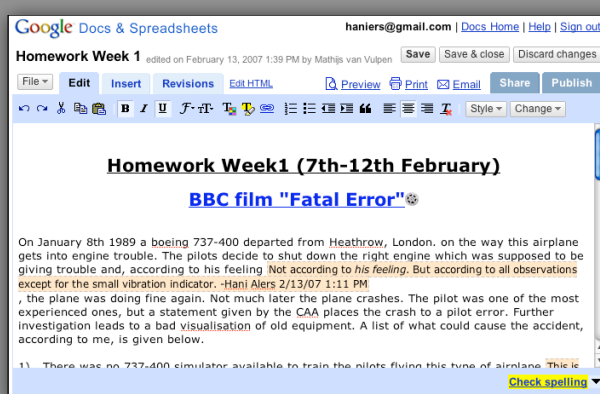 Google Docs & Spreadsheets
haniers@gmail.com | Docs Home | Help | Sign out
Homework Week 1 edited on February 13, 2007 1:39 PM by Mathijs van Vulpen Save Save & close Discard changes
File Edit Insert Revisions Edit HTML Preview Print Email Share Publish
B I U Style Change
Homework Week1 (7th-12th February)
BBC film "Fatal Error"
On January 8th 1989 a boeing 737-400 departed from Heathrow, London. on the way this airplane
gets into engine trouble. The pilots decide to shut down the right engine which was supposed to be
giving trouble and, according to his feeling Not according to his feeling. But according to all observations
except for the small vibration indicator. -Hani Alers 2/13/07 1:11 PM
, the plane was doing fine again. Not much later the plane crashes. The pilot was one of the most
experienced ones, but a statement given by the CAA places the crash to a pilot error. Further
investigation leads to a bad visualisation of old equipment. A list of what could cause the accident,
according to me, is given below.
1) There was no 737-400 simulator available to train the pilots flying this type of airplane This is
Check spelling